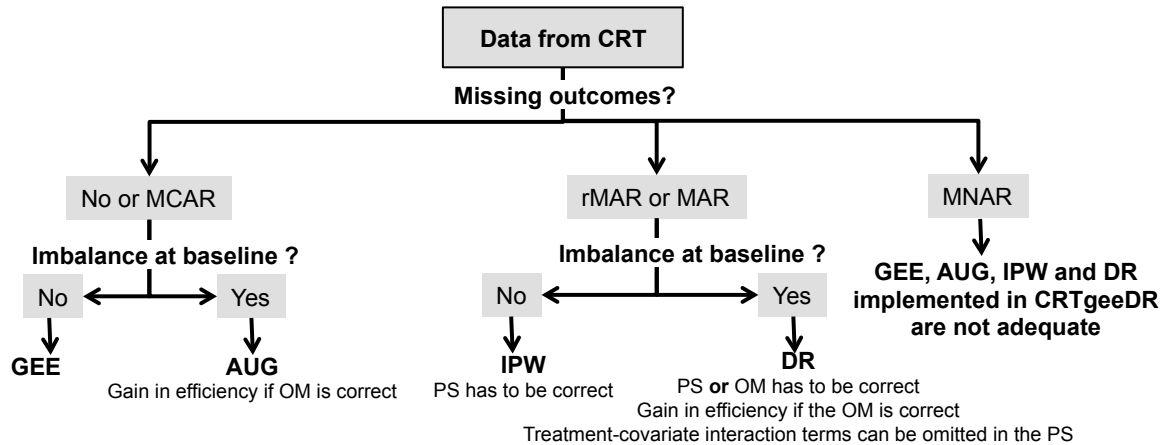 Data from CRT
Missing outcomes?
No or MCAR
rMAR or MAR
MNAR
Imbalance at baseline ?
Imbalance at baseline ?
GEE, AUG, IPW and DR
implemented in CRTgeeDR
are not adequate
No
Yes
No
Yes
GEE
AUG
Gain in efficiency if OM is correct
IPW
PS has to be correct
DR
PS or OM has to be correct
Gain in efficiency if the OM is correct
Treatment-covariate interaction terms can be omitted in the PS